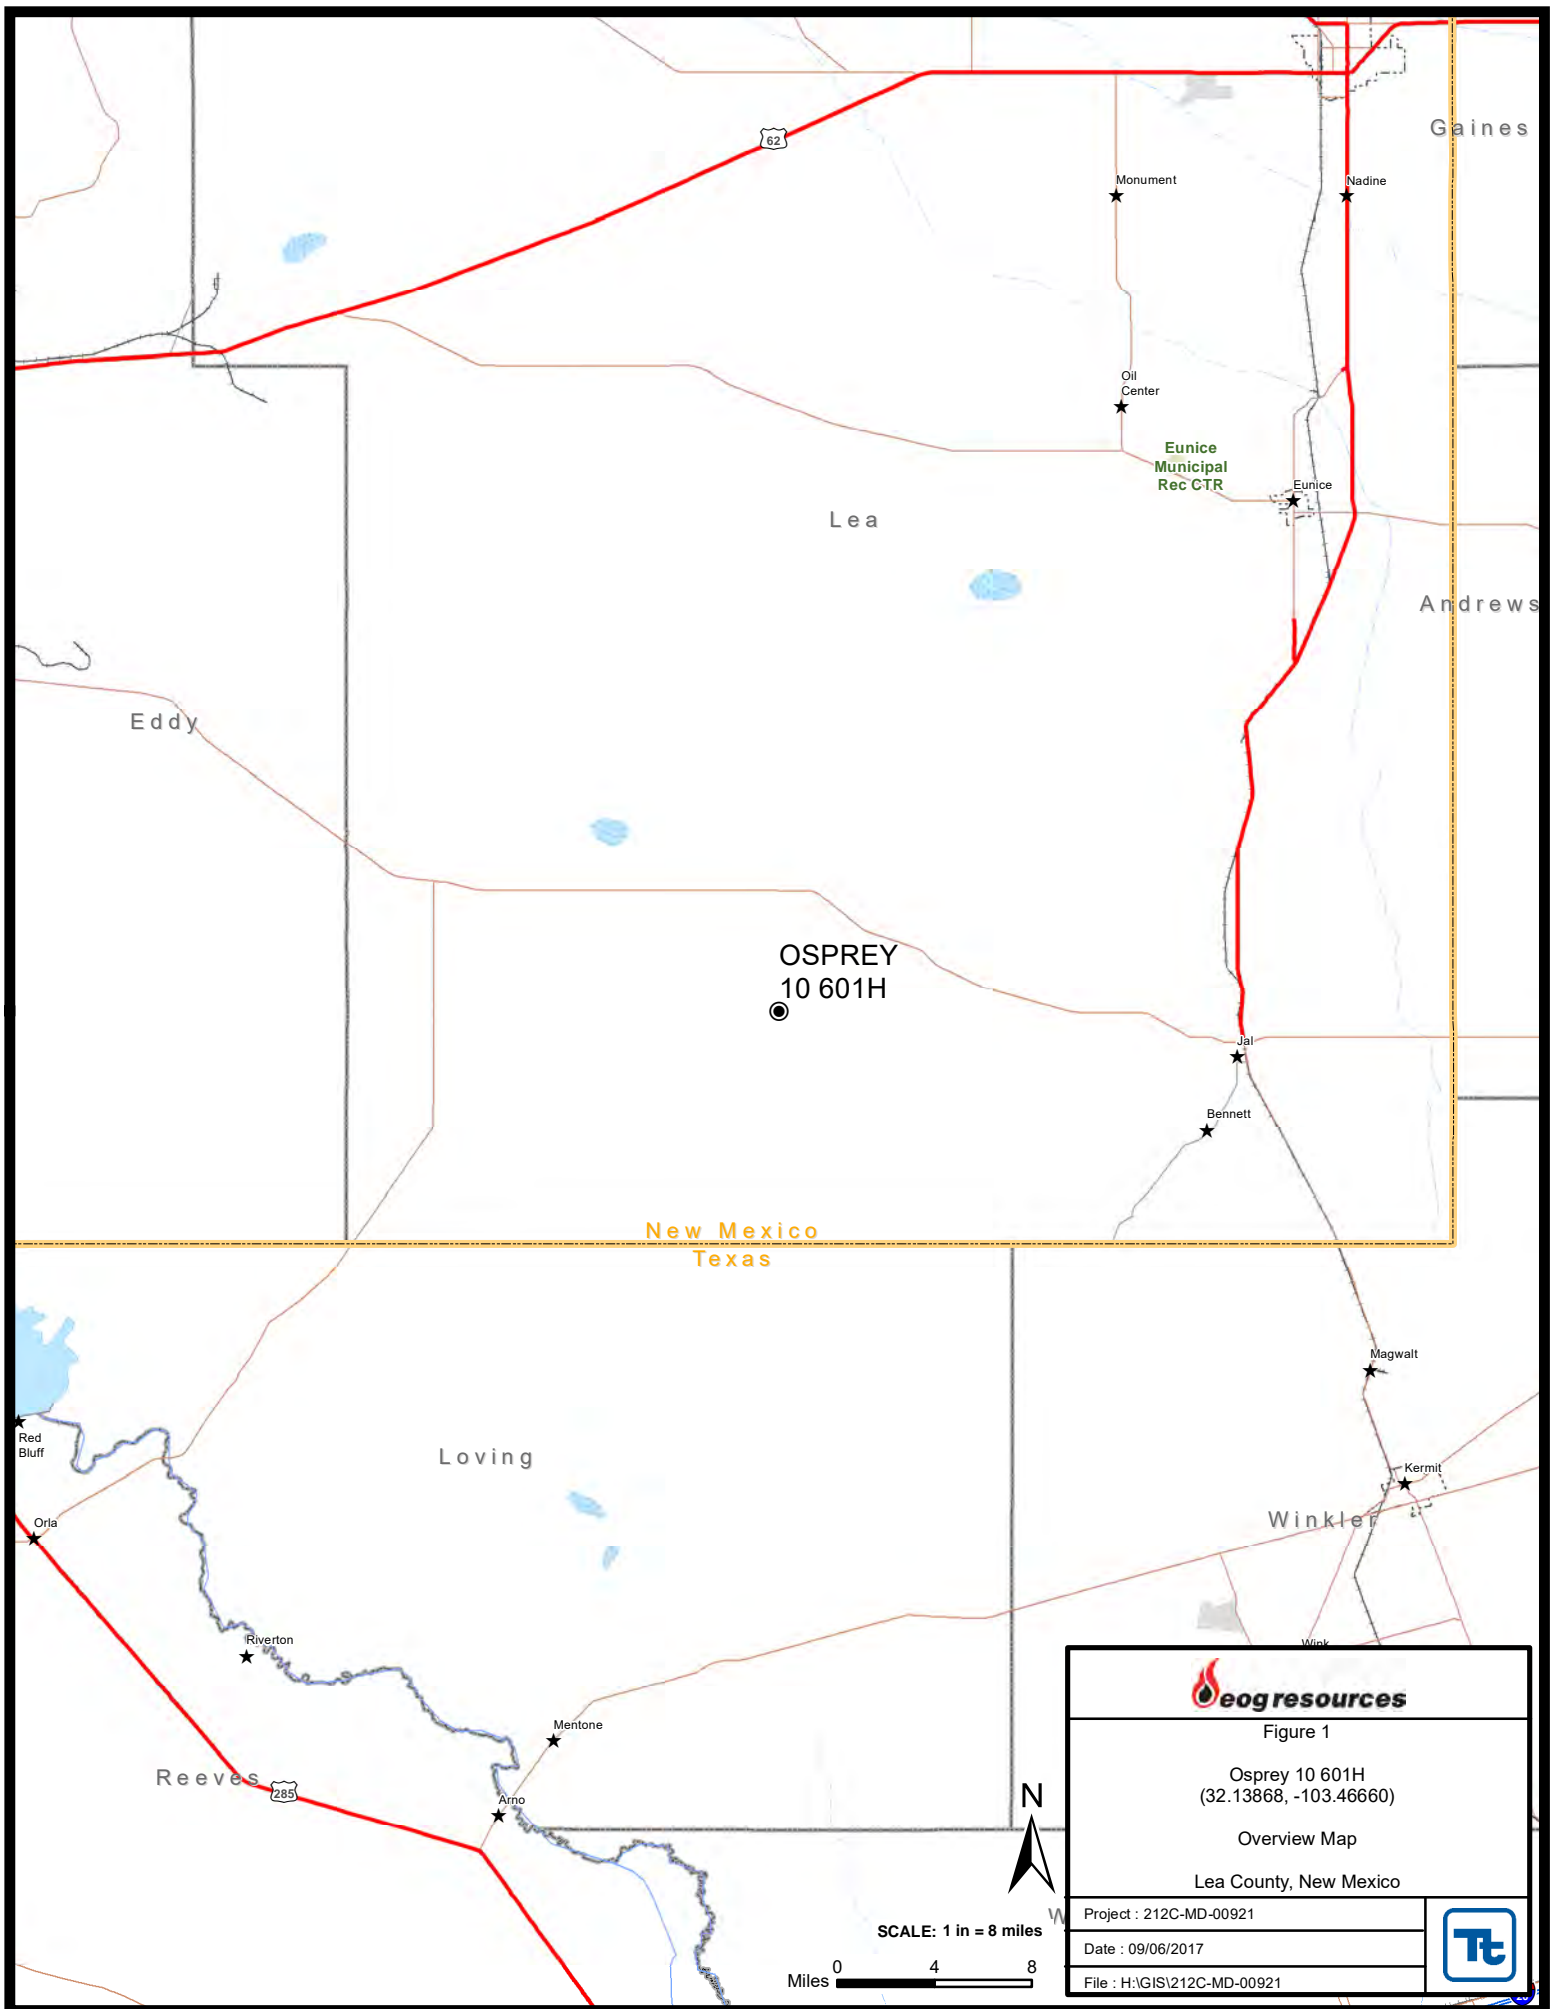 Gaines
62
Monument
Nadine
Oil
Center
Eunice
Municipal
Rec CTR
Eunice
Lea
Andrews
Eddy
OSPREY
10 601H
Jal
Bennett
New Mexico
Texas
Magwalt
Red
Bluff
Loving
Kermit
Winkler
Orla
Riverton
Wink
Mentone
Reeves
285
Arno
N
SCALE: 1 in = 8 miles
0 4 8
Miles
W
eog resources
Figure 1
Osprey 10 601H
(32.13868, -103.46660)
Overview Map
Lea County, New Mexico
Project : 212C-MD-00921
Date : 09/06/2017
File : H:\GIS\212C-MD-00921
Tt